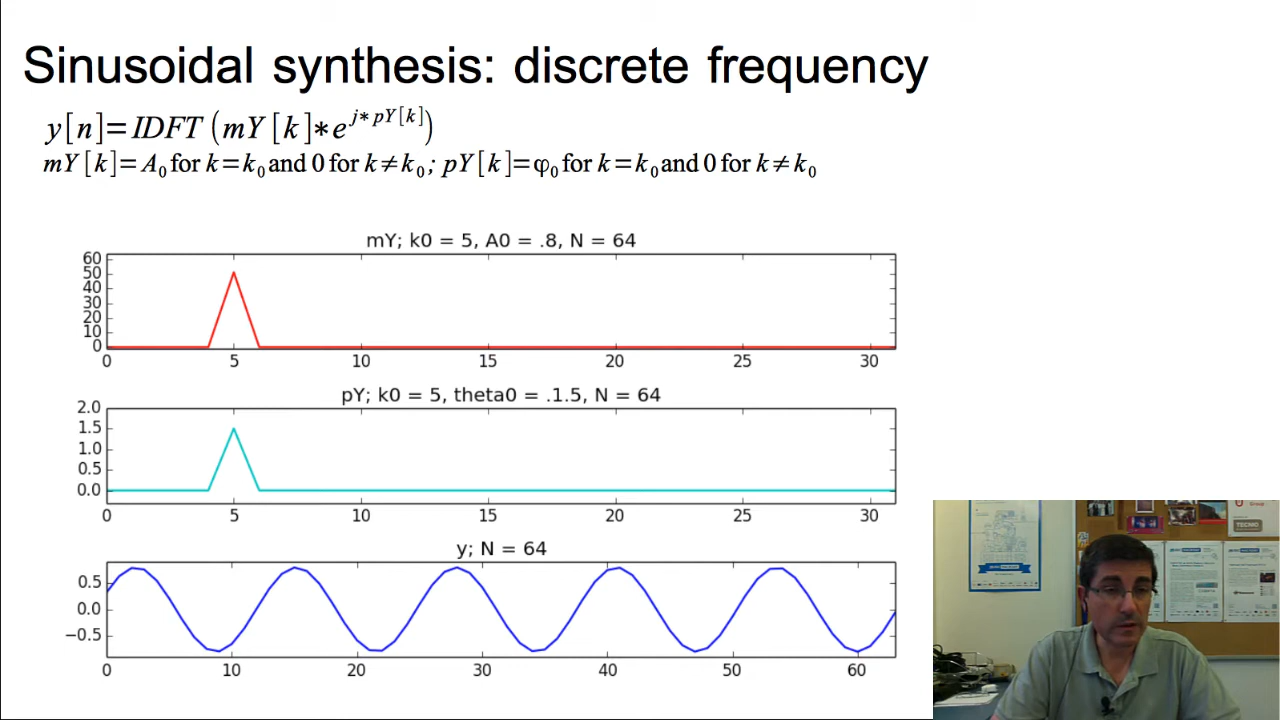 Sinusoidal synthesis: discrete frequency
y[n]=IDFT(mY[k]∗e^{j∗pY[k]})
mY[k]=A₀ for k=k₀ and 0 for k≠k₀; pY[k]=φ₀ for k=k₀ and 0 for k≠k₀
mY; k0 = 5, A0 = .8, N = 64
60
50
40
30
20
10
0
0 5 10 15 20 25 30
pY; k0 = 5, theta0 = .1.5, N = 64
2.0
1.5
1.0
0.5
0.0
0 5 10 15 20 25 30
y; N = 64
0.5
0.0
−0.5
0 10 20 30 40 50 60
Group
TECNIO